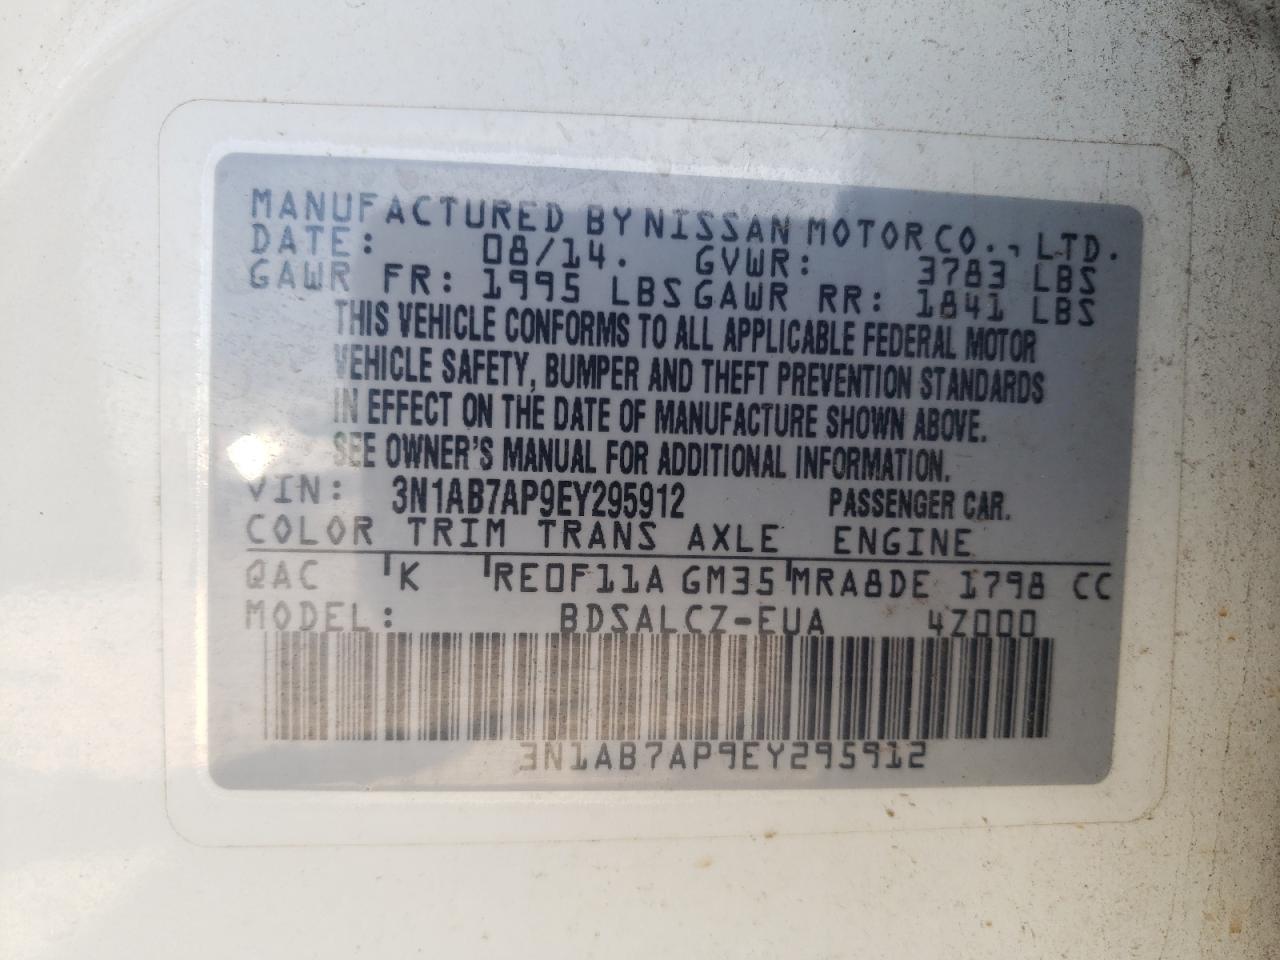 MANUFACTURED BY NISSAN MOTOR CO., LTD.
DATE: 08/14. GVWR: 3783 LBS
GAWR FR: 1995 LBS GAWR RR: 1841 LBS
THIS VEHICLE CONFORMS TO ALL APPLICABLE FEDERAL MOTOR
VEHICLE SAFETY, BUMPER AND THEFT PREVENTION STANDARDS
IN EFFECT ON THE DATE OF MANUFACTURE SHOWN ABOVE.
SEE OWNER'S MANUAL FOR ADDITIONAL INFORMATION.
VIN: 3N1AB7AP9EY295912 PASSENGER CAR.
COLOR TRIM TRANS AXLE ENGINE
QAC K RE0F11A GM35 MRA8DE 1798 CC
MODEL: BDSALCZ-EUA 4Z000
3N1AB7AP9EY295912